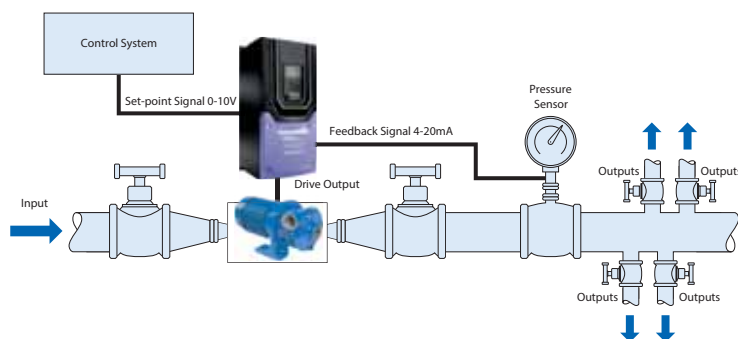 Control System
Set-point Signal 0-10V
Pressure
Sensor
Feedback Signal 4-20mA
Drive Output
Input
Outputs
Outputs
Outputs
Outputs